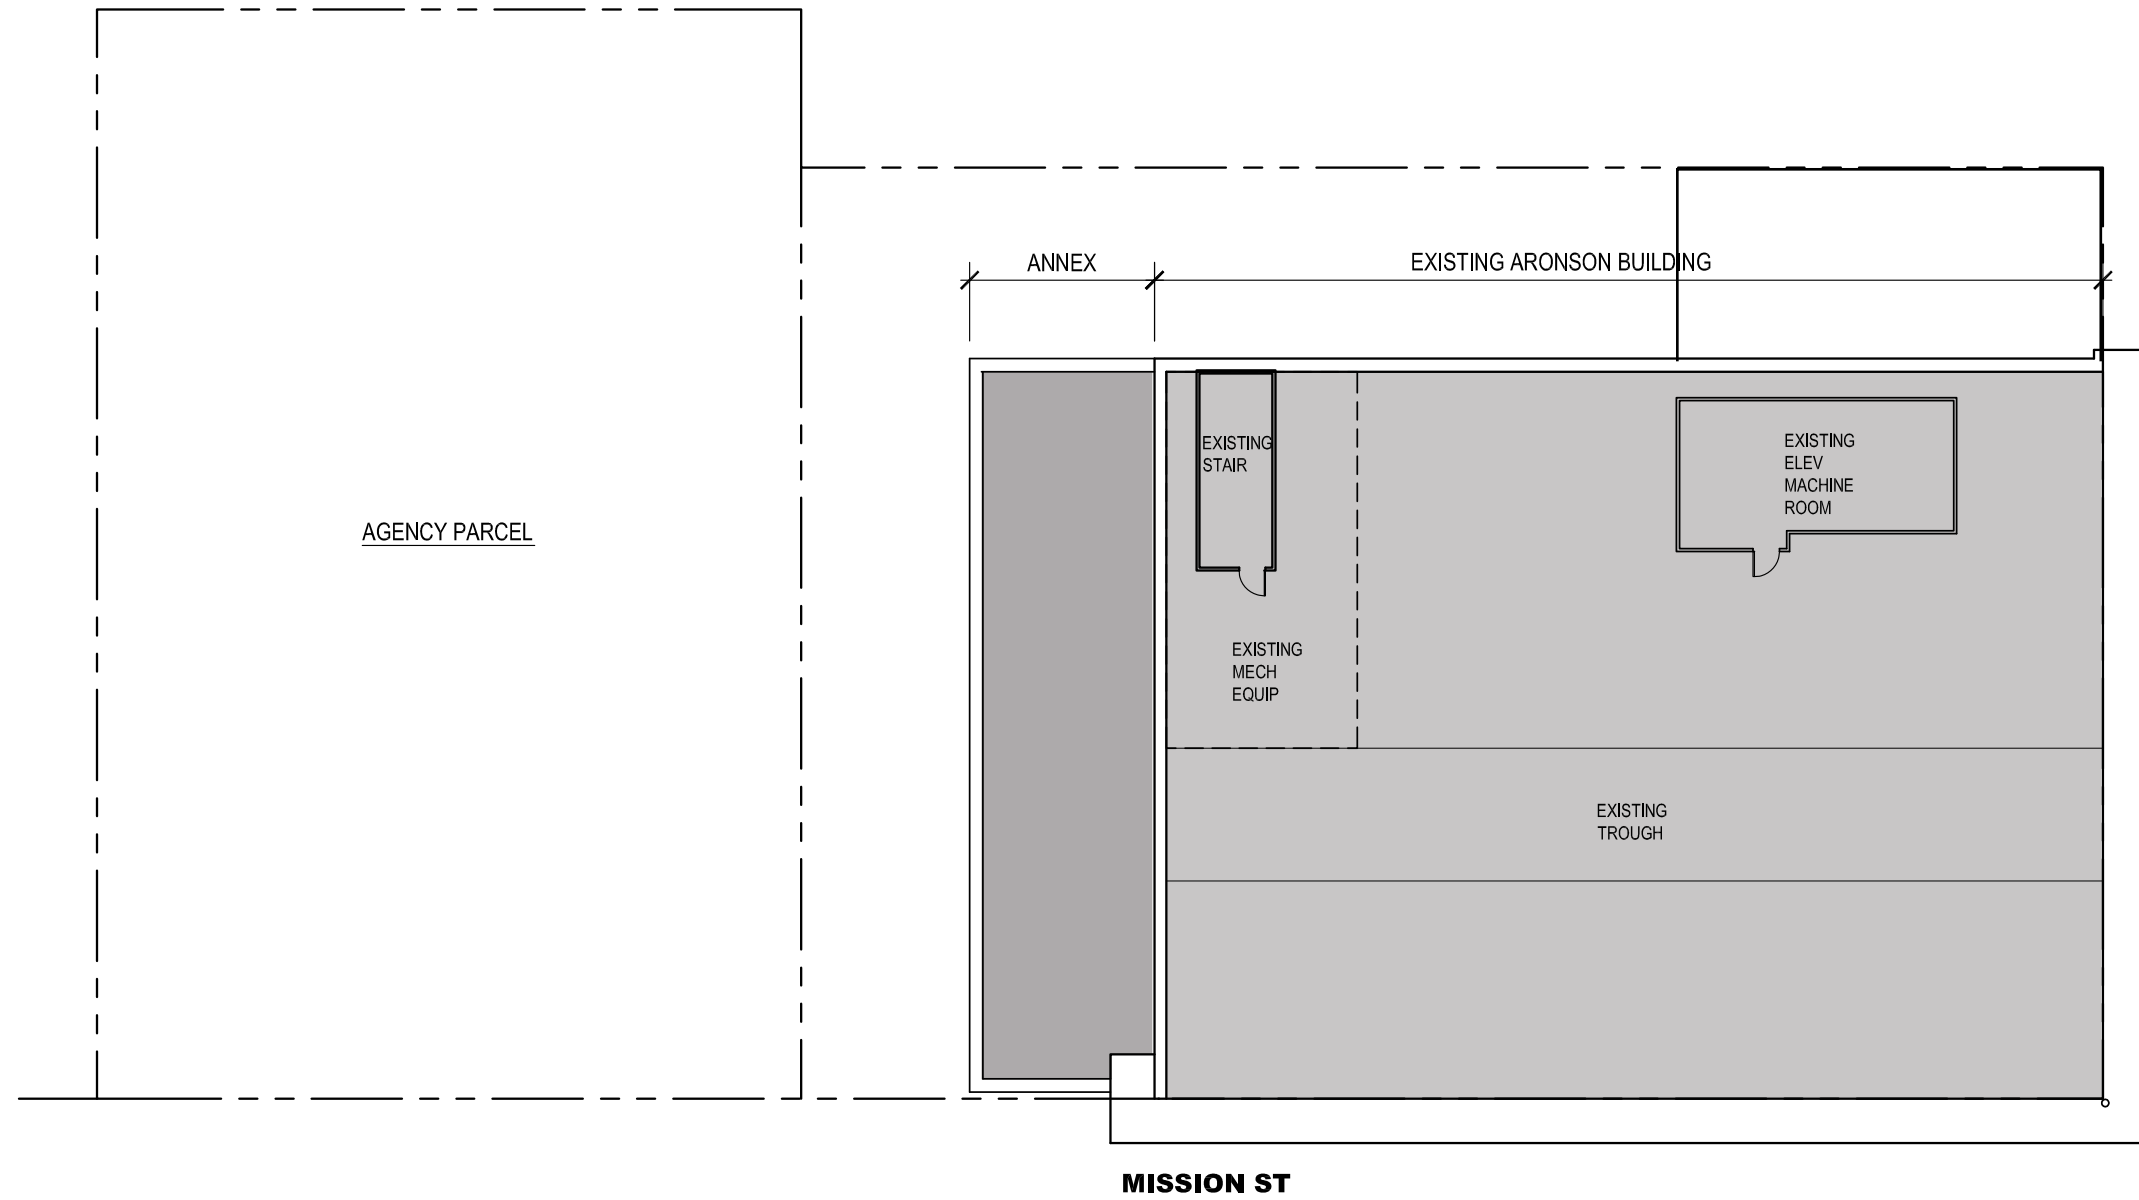 ANNEX
EXISTING ARONSON BUILDING
EXISTING
STAIR
EXISTING
ELEV
MACHINE
ROOM
AGENCY PARCEL
EXISTING
MECH
EQUIP
EXISTING
TROUGH
MISSION ST